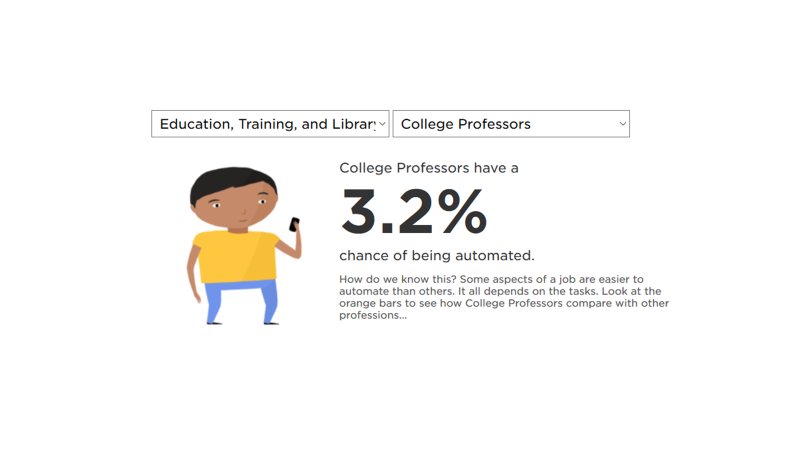 Education, Training, and Library
College Professors
College Professors have a
3.2%
chance of being automated.
How do we know this? Some aspects of a job are easier to
automate than others. It all depends on the tasks. Look at the
orange bars to see how College Professors compare with other
professions...